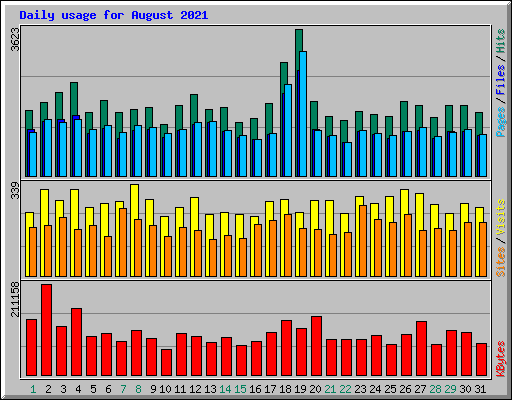 Daily usage for August 2021
3623
Pages / Files / Hits
339
Sites / Visits
211158
KBytes
1 2 3 4 5 6 7 8 9 10 11 12 13 14 15 16 17 18 19 20 21 22 23 24 25 26 27 28 29 30 31